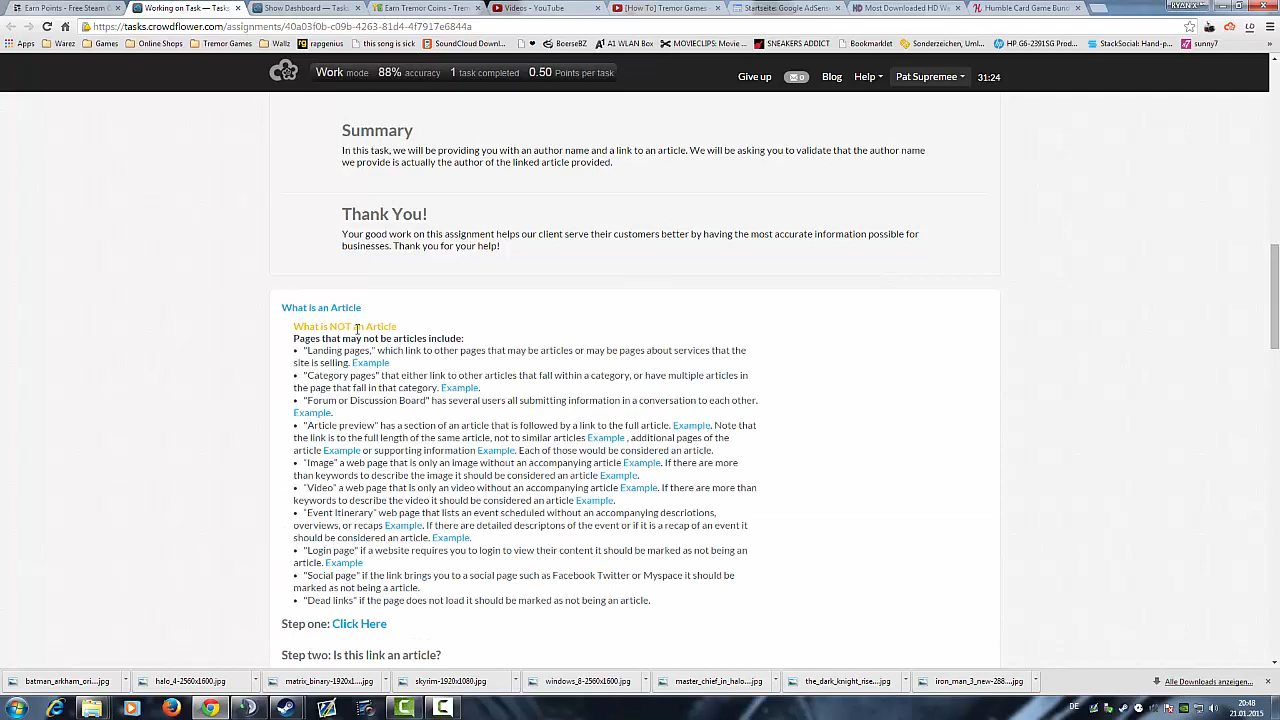 Earn Points - Free Steam C
Working on Task — Tasks
Show Dashboard — Tasks
Earn Tremor Coins - Trem
Videos - YouTube
[How To] Tremor Games -
Startseite: Google AdSens
Most Downloaded HD Wa
Humble Card Game Bund
RYAN X
https://tasks.crowdflower.com/assignments/40a03f0b-c09b-4263-81d4-4f7917e6844a
Apps Warez Games Online Shops Tremor Games Wallz rapgenius this song is sick SoundCloud Downl... BoerseBZ A1 WLAN Box MOVIECLIPS: Movie ... SNEAKERS ADDICT Bookmarklet Sonderzeichen, Uml... HP G6-2391SG Prod... StackSocial: Hand-p... sunny7
Work mode 88% accuracy 1 task completed 0.50 Points per task Give up 0 Blog Help Pat Supremee 31:24
Summary
In this task, we will be providing you with an author name and a link to an article. We will be asking you to validate that the author name
we provide is actually the author of the linked article provided.
Thank You!
Your good work on this assignment helps our client serve their customers better by having the most accurate information possible for
businesses. Thank you for your help!
What is an Article
What is NOT an Article
Pages that may not be articles include:
• "Landing pages," which link to other pages that may be articles or may be pages about services that the
site is selling. Example
• "Category pages" that either link to other articles that fall within a category, or have multiple articles in
the page that fall in that category. Example.
• "Forum or Discussion Board" has several users all submitting information in a conversation to each other.
Example.
• "Article preview" has a section of an article that is followed by a link to the full article. Example. Note that
the link is to the full length of the same article, not to similar articles Example , additional pages of the
article Example or supporting information Example. Each of those would be considered an article.
• "Image" a web page that is only an image without an accompanying article Example. If there are more
than keywords to describe the image it should be considered an article Example.
• "Video" a web page that is only an video without an accompanying article Example. If there are more than
keywords to describe the video it should be considered an article Example.
• "Event Itinerary" web page that lists an event scheduled without an accompanying descriotions,
overviews, or recaps Example. If there are detailed descriptons of the event or if it is a recap of an event it
should be considered an article. Example.
• "Login page" if a website requires you to login to view their content it should be marked as not being an
article. Example
• "Social page" if the link brings you to a social page such as Facebook Twitter or Myspace it should be
marked as not being a article.
• "Dead links" if the page does not load it should be marked as not being an article.
Step one: Click Here
Step two: Is this link an article?
batman_arkham_ori....jpg
halo_4-2560x1600.jpg
matrix_binary-1920x1....jpg
skyrim-1920x1080.jpg
windows_8-2560x1600.jpg
master_chief_in_halo....jpg
the_dark_knight_rise....jpg
iron_man_3_new-288....jpg
Alle Downloads anzeigen...
DE
20:48
21.01.2015